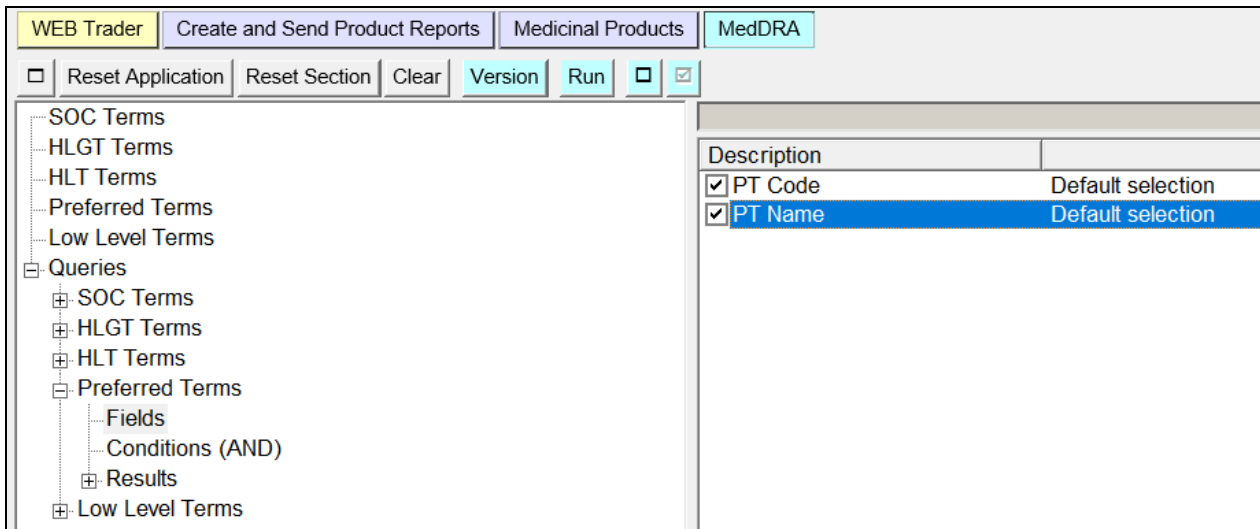 WEB Trader Create and Send Product Reports Medicinal Products MedDRA
Reset Application Reset Section Clear Version Run
SOC Terms
HLGT Terms
HLT Terms
Preferred Terms
Low Level Terms
Queries
SOC Terms
HLGT Terms
HLT Terms
Preferred Terms
Fields
Conditions (AND)
Results
Low Level Terms
Description
PT Code Default selection
PT Name Default selection